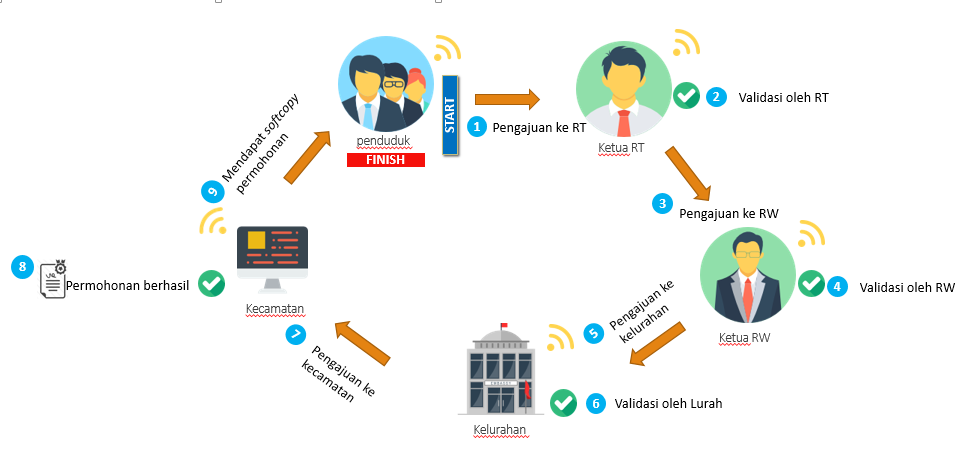 penduduk
FINISH
START
1 Pengajuan ke RT
Ketua RT
2 Validasi oleh RT
3 Pengajuan ke RW
Ketua RW
4 Validasi oleh RW
5 Pengajuan ke
kelurahan
Kelurahan
6 Validasi oleh Lurah
7 Pengajuan ke
kecamatan
Kecamatan
8 Permohonan berhasil
9 Mendapat softcopy
permohonan